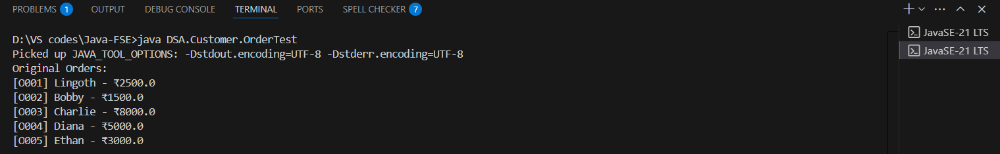 PROBLEMS 1 OUTPUT DEBUG CONSOLE TERMINAL PORTS SPELL CHECKER 7
D:\VS codes\Java-FSE>java DSA.Customer.OrderTest
Picked up JAVA_TOOL_OPTIONS: -Dstdout.encoding=UTF-8 -Dstderr.encoding=UTF-8
Original Orders:
[O001] Lingoth - ₹2500.0
[O002] Bobby - ₹1500.0
[O003] Charlie - ₹8000.0
[O004] Diana - ₹5000.0
[O005] Ethan - ₹3000.0
JavaSE-21 LTS
JavaSE-21 LTS